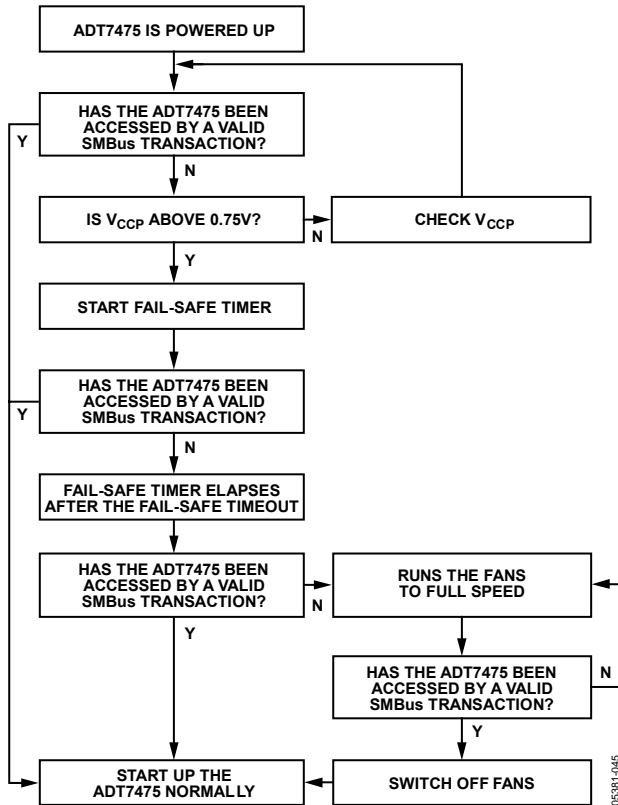 ADT7475 IS POWERED UP
HAS THE ADT7475 BEEN
ACCESSED BY A VALID
SMBus TRANSACTION?
Y
N
IS VCCP ABOVE 0.75V?
N
CHECK VCCP
Y
START FAIL-SAFE TIMER
HAS THE ADT7475 BEEN
ACCESSED BY A VALID
SMBus TRANSACTION?
Y
N
FAIL-SAFE TIMER ELAPSES
AFTER THE FAIL-SAFE TIMEOUT
HAS THE ADT7475 BEEN
ACCESSED BY A VALID
SMBus TRANSACTION?
N
Y
RUNS THE FANS
TO FULL SPEED
HAS THE ADT7475 BEEN
ACCESSED BY A VALID
SMBus TRANSACTION?
N
Y
START UP THE
ADT7475 NORMALLY
SWITCH OFF FANS
05381-045